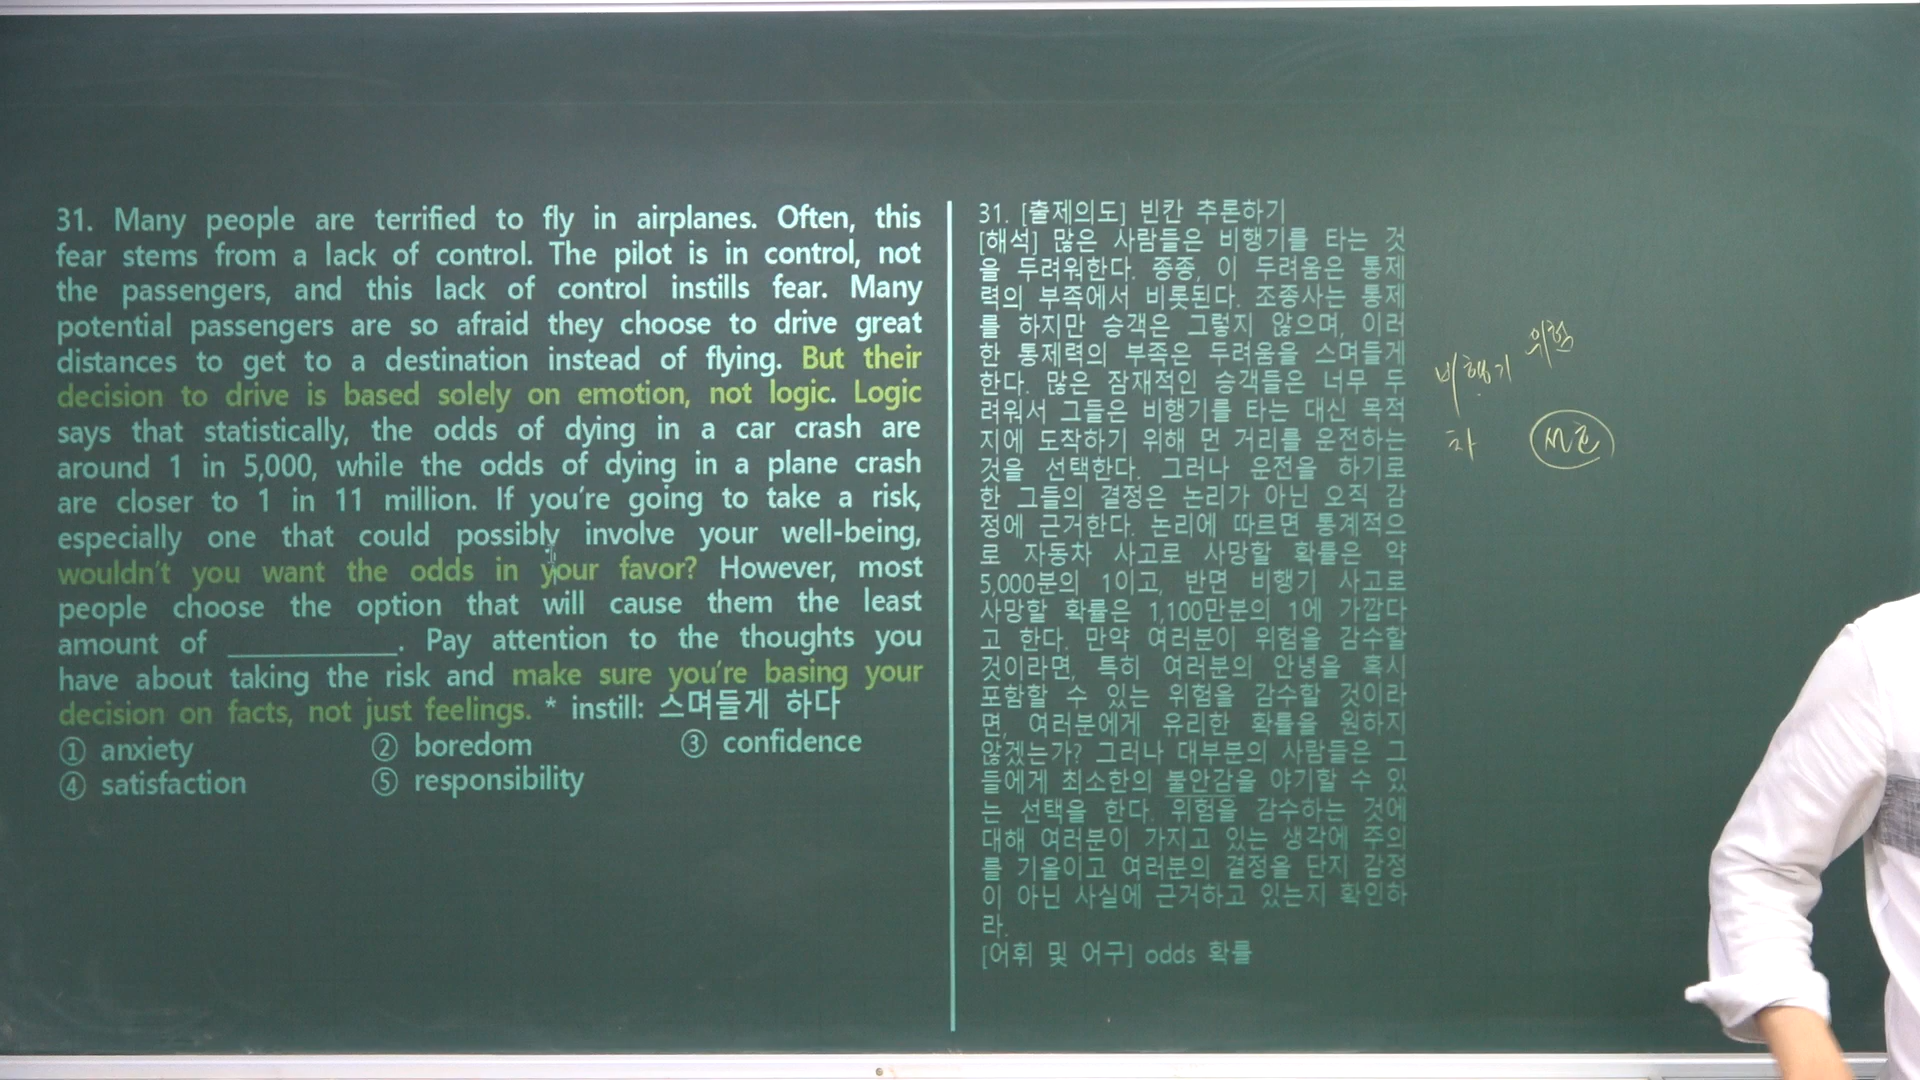 31. Many people are terrified to fly in airplanes. Often, this
fear stems from a lack of control. The pilot is in control, not
the passengers, and this lack of control instills fear. Many
potential passengers are so afraid they choose to drive great
distances to get to a destination instead of flying. But their
decision to drive is based solely on emotion, not logic. Logic
says that statistically, the odds of dying in a car crash are
around 1 in 5,000, while the odds of dying in a plane crash
are closer to 1 in 11 million. If you're going to take a risk,
especially one that could possibly involve your well-being,
wouldn't you want the odds in your favor? However, most
people choose the option that will cause them the least
amount of ____________. Pay attention to the thoughts you
have about taking the risk and make sure you're basing your
decision on facts, not just feelings. * instill: 스며들게 하다
① anxiety ② boredom ③ confidence
④ satisfaction ⑤ responsibility
31. [출제의도] 빈칸 추론하기
[해석] 많은 사람들은 비행기를 타는 것
을 두려워한다. 종종, 이 두려움은 통제
력의 부족에서 비롯된다. 조종사는 통제
를 하지만 승객은 그렇지 않으며, 이러
한 통제력의 부족은 두려움을 스며들게
한다. 많은 잠재적인 승객들은 너무 두
려워서 그들은 비행기를 타는 대신 목적
지에 도착하기 위해 먼 거리를 운전하는
것을 선택한다. 그러나 운전을 하기로
한 그들의 결정은 논리가 아닌 오직 감
정에 근거한다. 논리에 따르면 통계적으
로 자동차 사고로 사망할 확률은 약
5,000분의 1이고, 반면 비행기 사고로
사망할 확률은 1,100만분의 1에 가깝다
고 한다. 만약 여러분이 위험을 감수할
것이라면, 특히 여러분의 안녕을 혹시
포함할 수 있는 위험을 감수할 것이라
면, 여러분에게 유리한 확률을 원하지
않겠는가? 그러나 대부분의 사람들은 그
들에게 최소한의 불안감을 야기할 수 있
는 선택을 한다. 위험을 감수하는 것에
대해 여러분이 가지고 있는 생각에 주의
를 기울이고 여러분의 결정을 단지 감정
이 아닌 사실에 근거하고 있는지 확인하
라.
[어휘 및 어구] odds 확률
비행기 위험
차